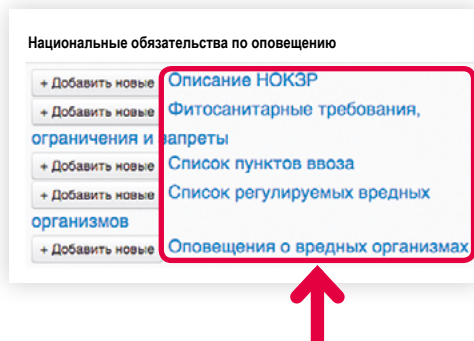 Национальные обязательства по оповещению
+ Добавить новые Описание НОКЗР
+ Добавить новые Фитосанитарные требования,
ограничения и запреты
+ Добавить новые Список пунктов ввоза
+ Добавить новые Список регулируемых вредных
организмов
+ Добавить новые Оповещения о вредных организмах